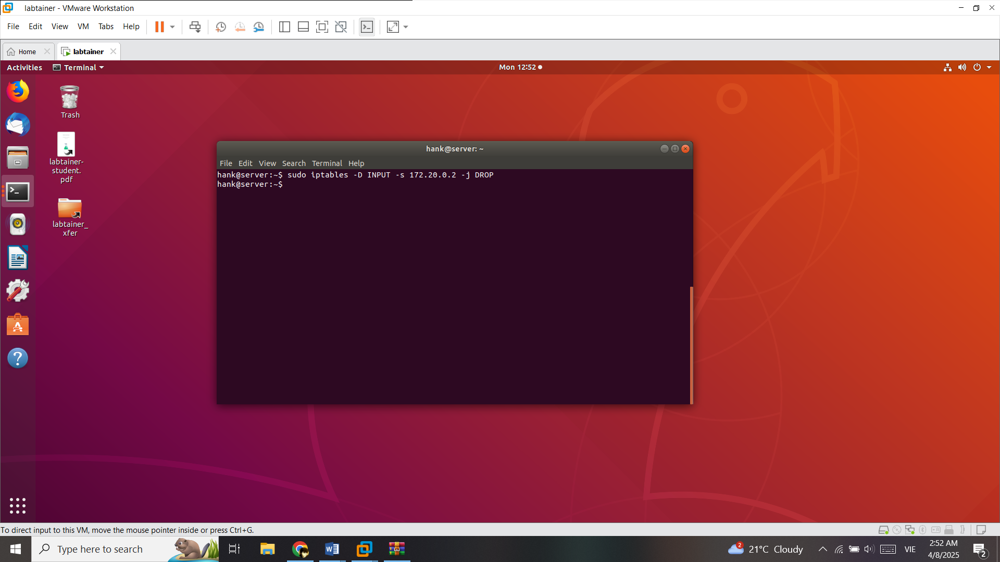 labtainer - VMware Workstation
File Edit View VM Tabs Help
Home labtainer
Activities Terminal Mon 12:52
Trash
labtainer-
student.
pdf
labtainer_
xfer
hank@server: ~
File Edit View Search Terminal Help
hank@server:~$ sudo iptables -D INPUT -s 172.20.0.2 -j DROP
hank@server:~$
To direct input to this VM, move the mouse pointer inside or press Ctrl+G.
Type here to search
2
21°C Cloudy
VIE
2:52 AM
4/8/2025
2